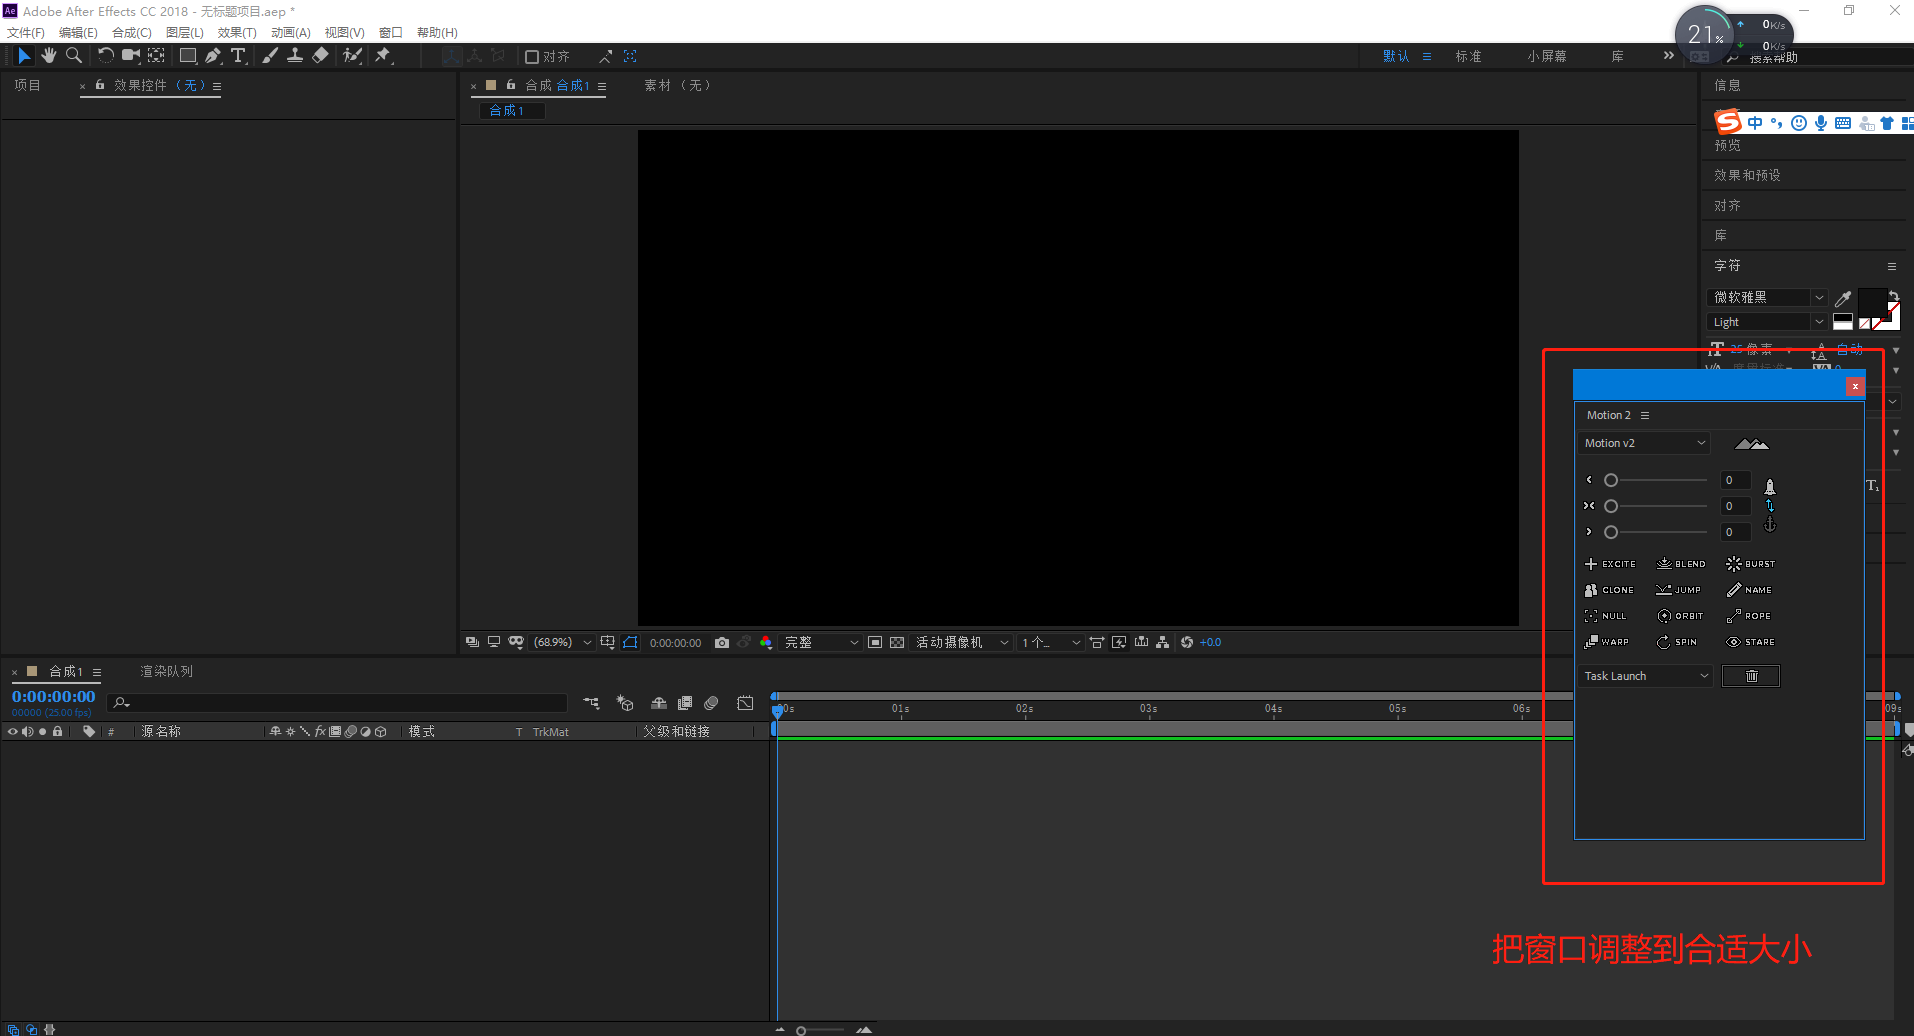 Ae Adobe After Effects CC 2018 - 无标题项目.aep *
文件(F) 编辑(E) 合成(C) 图层(L) 效果(T) 动画(A) 视图(V) 窗口 帮助(H)
21% 0K/s
0K/s
对齐 默认 标准 小屏幕 库 搜索帮助
项目 效果控件 （无） 合成 合成1 素材 （无） 信息
合成1
中
预览
效果和预设
对齐
库
字符
微软雅黑
Light
25 像素 自动
Motion 2
Motion v2
0
0
0
EXCITE BLEND BURST
CLONE JUMP NAME
NULL ORBIT ROPE
WARP SPIN STARE
Task Launch
(68.9%) 0:00:00:00 完整 活动摄像机 1个... +0.0
合成1 渲染队列
0:00:00:00
00000 (25.00 fps)
00s 01s 02s 03s 04s 05s 06s 09s
# 源名称 fx 模式 T TrkMat 父级和链接
把窗口调整到合适大小